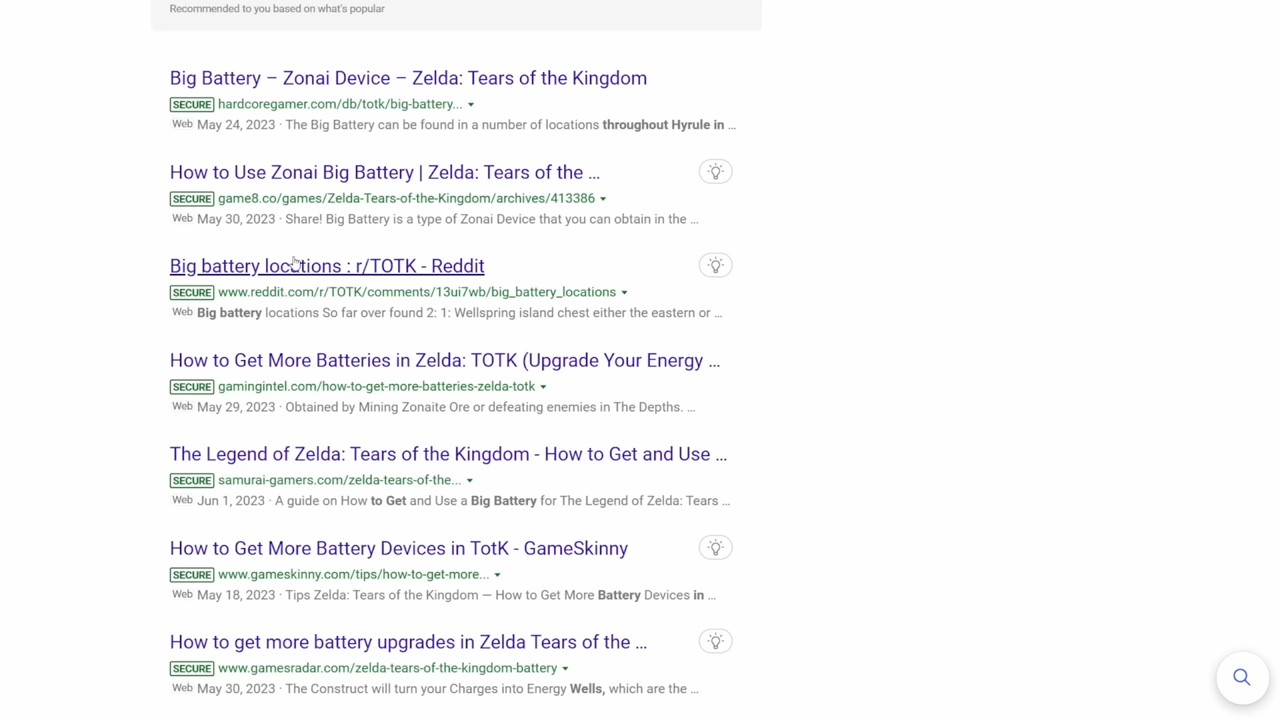 Recommended to you based on what's popular
Big Battery – Zonai Device – Zelda: Tears of the Kingdom
SECURE hardcoregamer.com/db/totk/big-battery...
Web May 24, 2023 · The Big Battery can be found in a number of locations throughout Hyrule in ...
How to Use Zonai Big Battery | Zelda: Tears of the ...
SECURE game8.co/games/Zelda-Tears-of-the-Kingdom/archives/413386
Web May 30, 2023 · Share! Big Battery is a type of Zonai Device that you can obtain in the ...
Big battery locations : r/TOTK - Reddit
SECURE www.reddit.com/r/TOTK/comments/13ui7wb/big_battery_locations
Web Big battery locations So far over found 2: 1: Wellspring island chest either the eastern or ...
How to Get More Batteries in Zelda: TOTK (Upgrade Your Energy ...
SECURE gamingintel.com/how-to-get-more-batteries-zelda-totk
Web May 29, 2023 · Obtained by Mining Zonaite Ore or defeating enemies in The Depths. ...
The Legend of Zelda: Tears of the Kingdom - How to Get and Use ...
SECURE samurai-gamers.com/zelda-tears-of-the...
Web Jun 1, 2023 · A guide on How to Get and Use a Big Battery for The Legend of Zelda: Tears ...
How to Get More Battery Devices in TotK - GameSkinny
SECURE www.gameskinny.com/tips/how-to-get-more...
Web May 18, 2023 · Tips Zelda: Tears of the Kingdom — How to Get More Battery Devices in ...
How to get more battery upgrades in Zelda Tears of the ...
SECURE www.gamesradar.com/zelda-tears-of-the-kingdom-battery
Web May 30, 2023 · The Construct will turn your Charges into Energy Wells, which are the ...